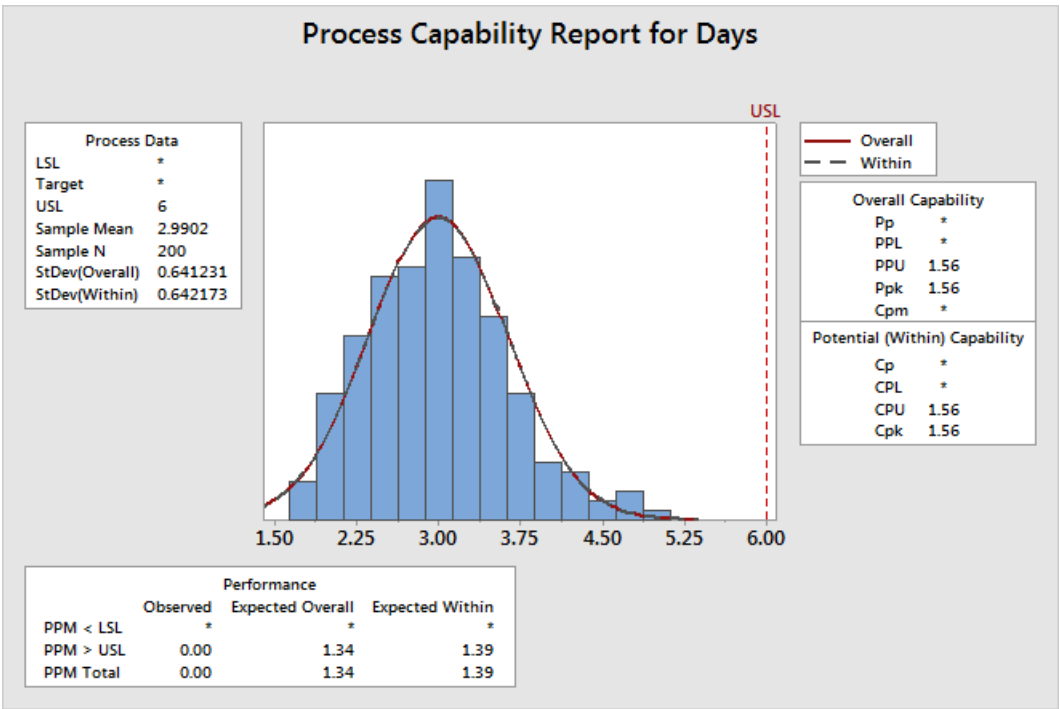 Process Capability Report for Days
USL
Process Data
LSL *
Target *
USL 6
Sample Mean 2.9902
Sample N 200
StDev(Overall) 0.641231
StDev(Within) 0.642173
Overall
Within
Overall Capability
Pp *
PPL *
PPU 1.56
Ppk 1.56
Cpm *
Potential (Within) Capability
Cp *
CPL *
CPU 1.56
Cpk 1.56
1.50 2.25 3.00 3.75 4.50 5.25 6.00
Performance
Observed Expected Overall Expected Within
PPM < LSL * * *
PPM > USL 0.00 1.34 1.39
PPM Total 0.00 1.34 1.39